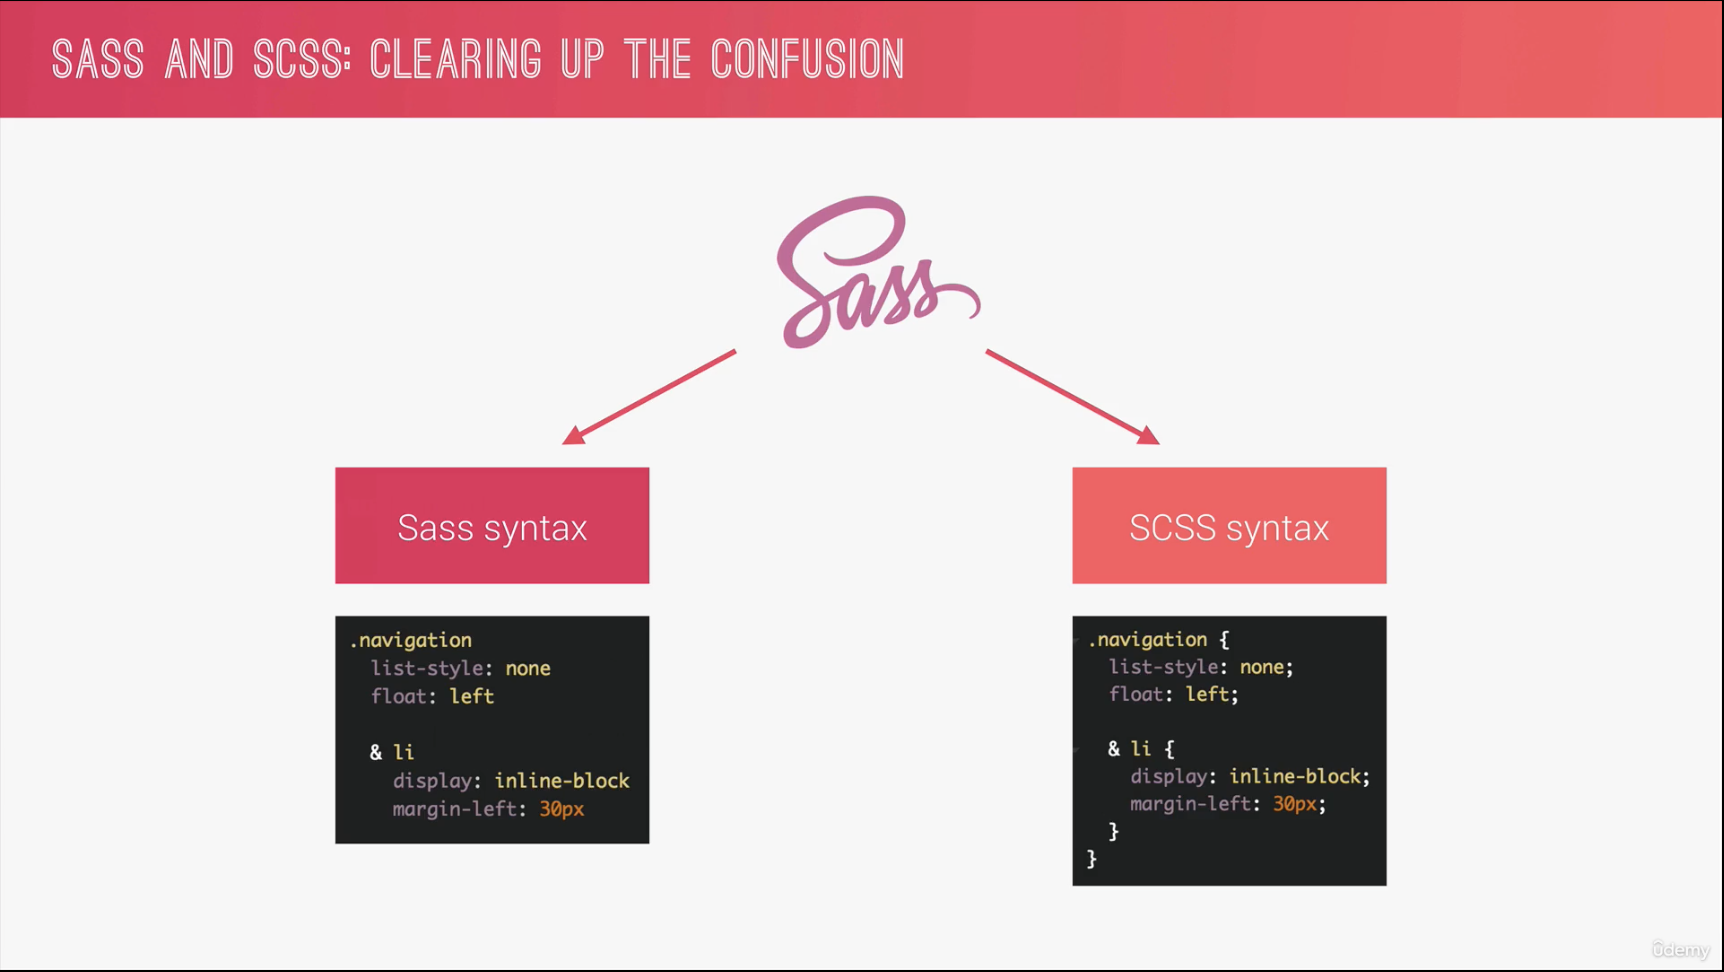 SASS AND SCSS: CLEARING UP THE CONFUSION
Sass
Sass syntax
.navigation
  list-style: none
  float: left

  & li
    display: inline-block
    margin-left: 30px
SCSS syntax
.navigation {
  list-style: none;
  float: left;

  & li {
    display: inline-block;
    margin-left: 30px;
  }
}
ûdemy